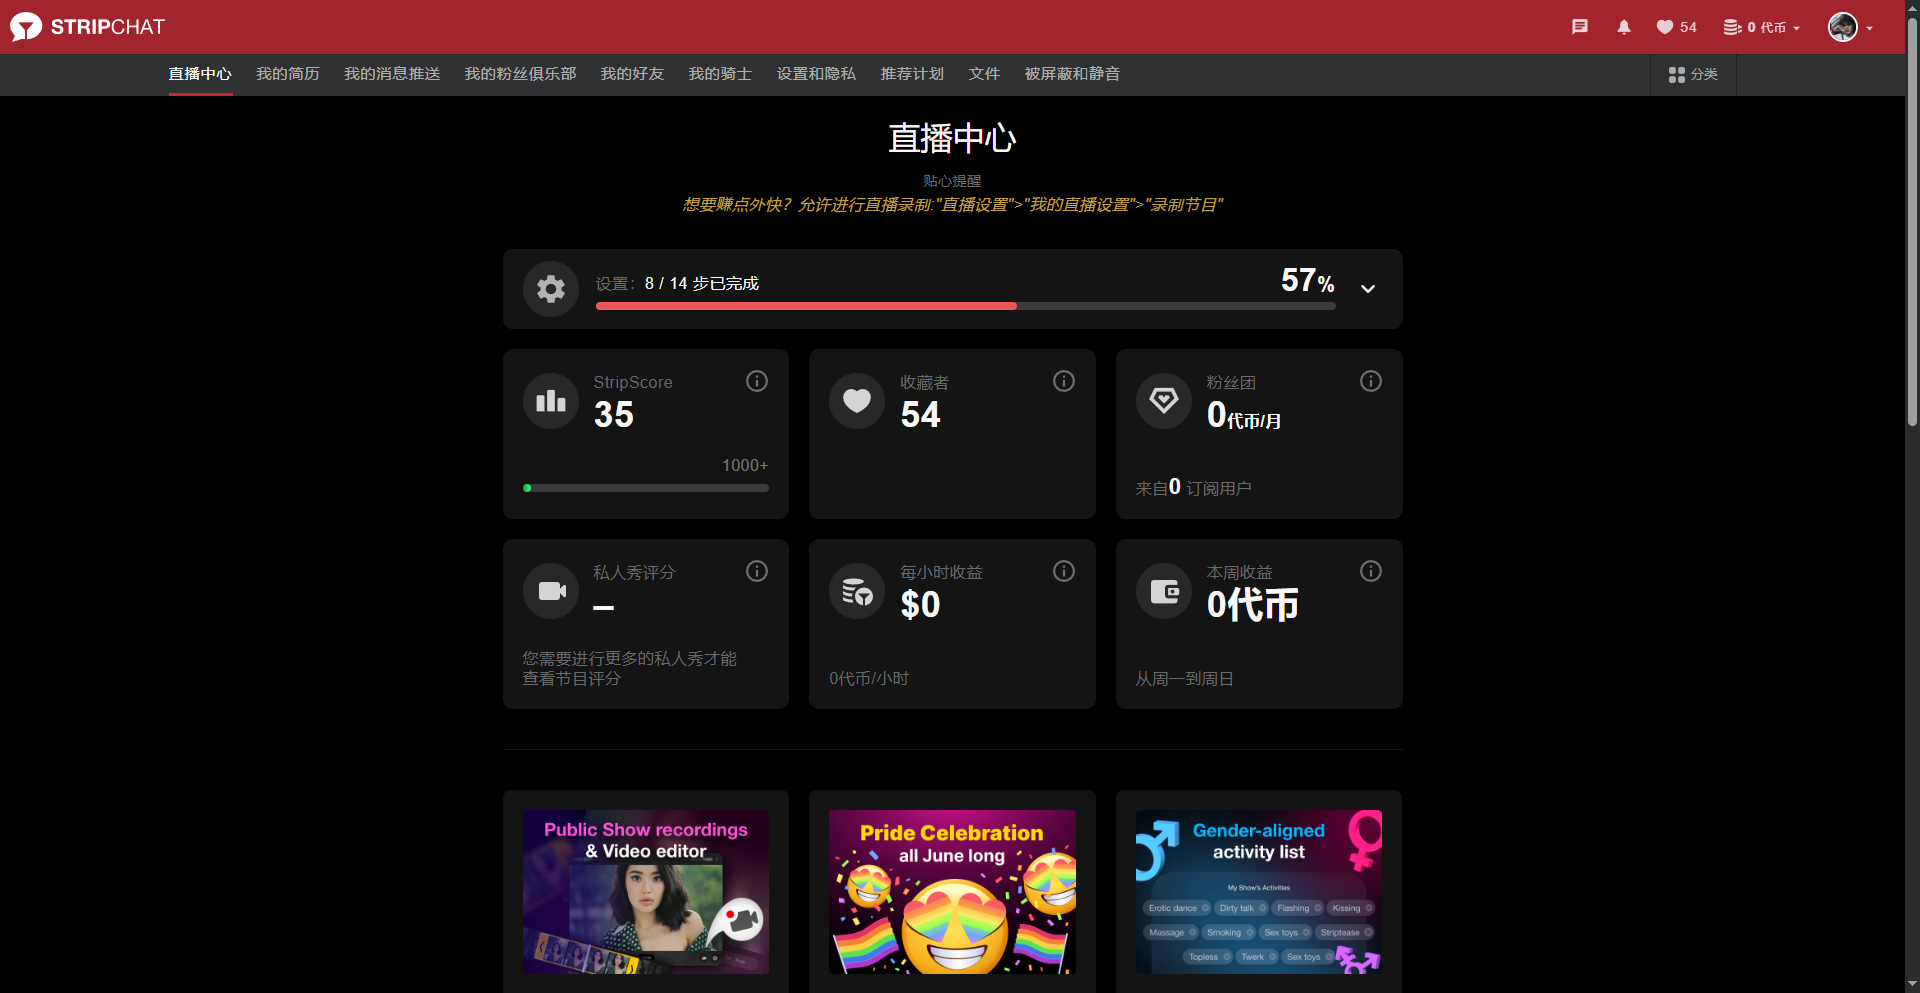 STRIPCHAT
54
0 代币
直播中心 我的简历 我的消息推送 我的粉丝俱乐部 我的好友 我的骑士 设置和隐私 推荐计划 文件 被屏蔽和静音
分类
直播中心
贴心提醒
想要赚点外快？允许进行直播录制:"直播设置">"我的直播设置">"录制节目"
设置：8 / 14 步已完成
57%
StripScore
35
1000+
收藏者
54
粉丝团
0代币/月
来自0 订阅用户
私人秀评分
–
您需要进行更多的私人秀才能
查看节目评分
每小时收益
$0
0代币/小时
本周收益
0代币
从周一到周日
Public Show recordings
& Video editor
Pride Celebration
all June long
Gender-aligned
activity list
My Show's Activities
Erotic dance Dirty talk Flashing Kissing
Massage Smoking Sex toys Striptease
Topless Twerk Sex toys